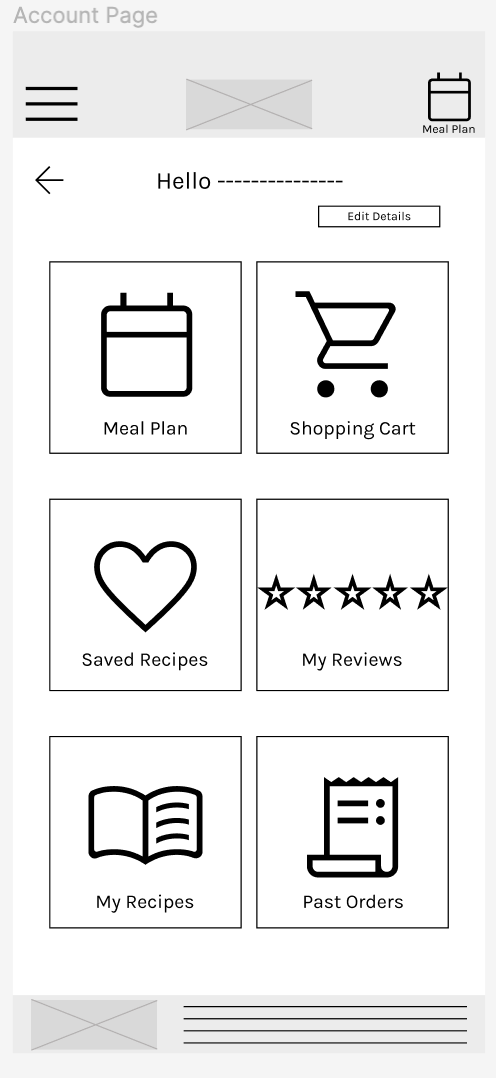 Account Page
Meal Plan
Hello ---------------
Edit Details
Meal Plan
Shopping Cart
Saved Recipes
My Reviews
My Recipes
Past Orders